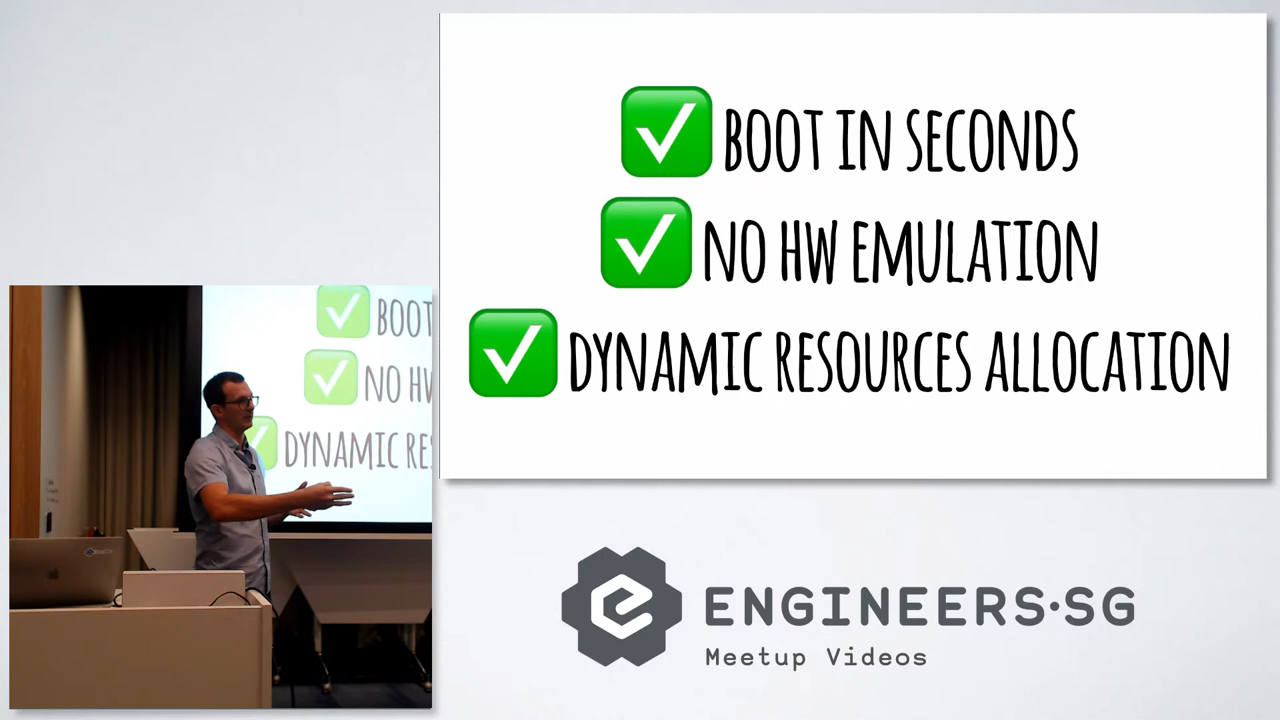 BOOT IN SECONDS
NO HW EMULATION
DYNAMIC RESOURCES ALLOCATION
BOOT
NO HW
DYNAMIC RES
ENGINEERS·SG
Meetup Videos